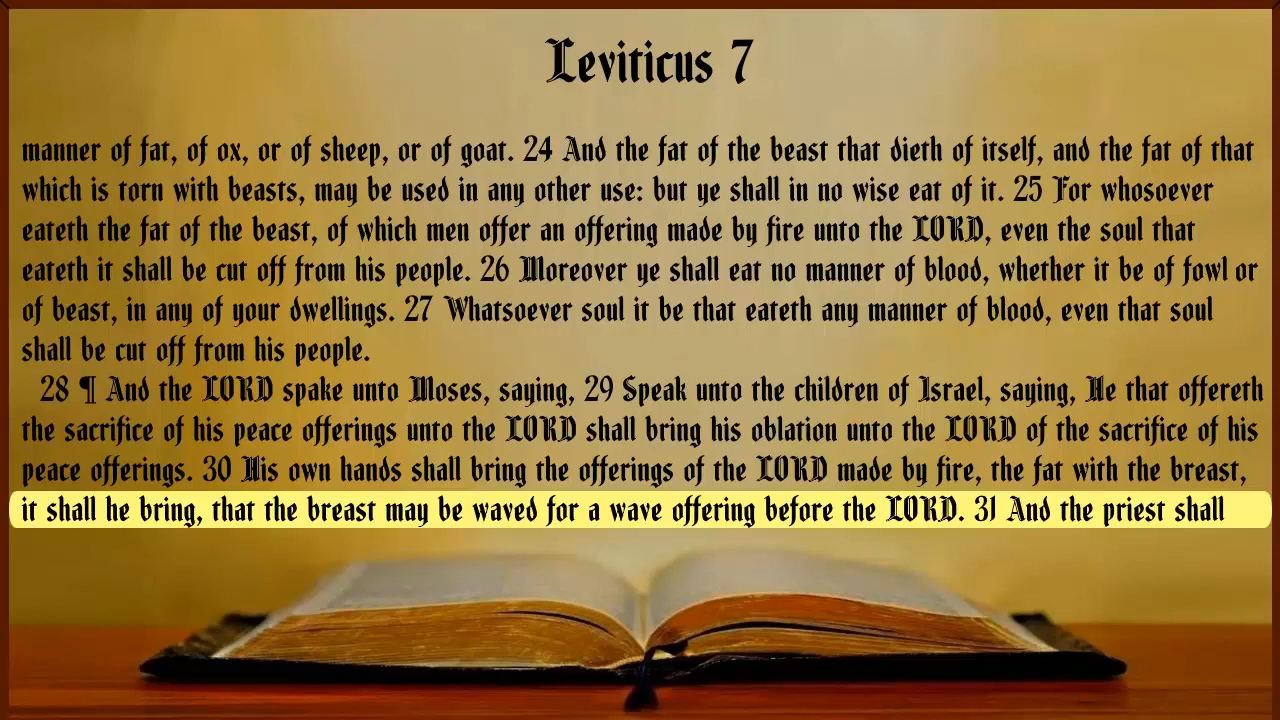 Leviticus 7
manner of fat, of ox, or of sheep, or of goat. 24 And the fat of the beast that dieth of itself, and the fat of that
which is torn with beasts, may be used in any other use: but ye shall in no wise eat of it. 25 For whosoever
eateth the fat of the beast, of which men offer an offering made by fire unto the LORD, even the soul that
eateth it shall be cut off from his people. 26 Moreover ye shall eat no manner of blood, whether it be of fowl or
of beast, in any of your dwellings. 27 Whatsoever soul it be that eateth any manner of blood, even that soul
shall be cut off from his people.
28 ¶ And the LORD spake unto Moses, saying, 29 Speak unto the children of Israel, saying, He that offereth
the sacrifice of his peace offerings unto the LORD shall bring his oblation unto the LORD of the sacrifice of his
peace offerings. 30 His own hands shall bring the offerings of the LORD made by fire, the fat with the breast,
it shall he bring, that the breast may be waved for a wave offering before the LORD. 31 And the priest shall